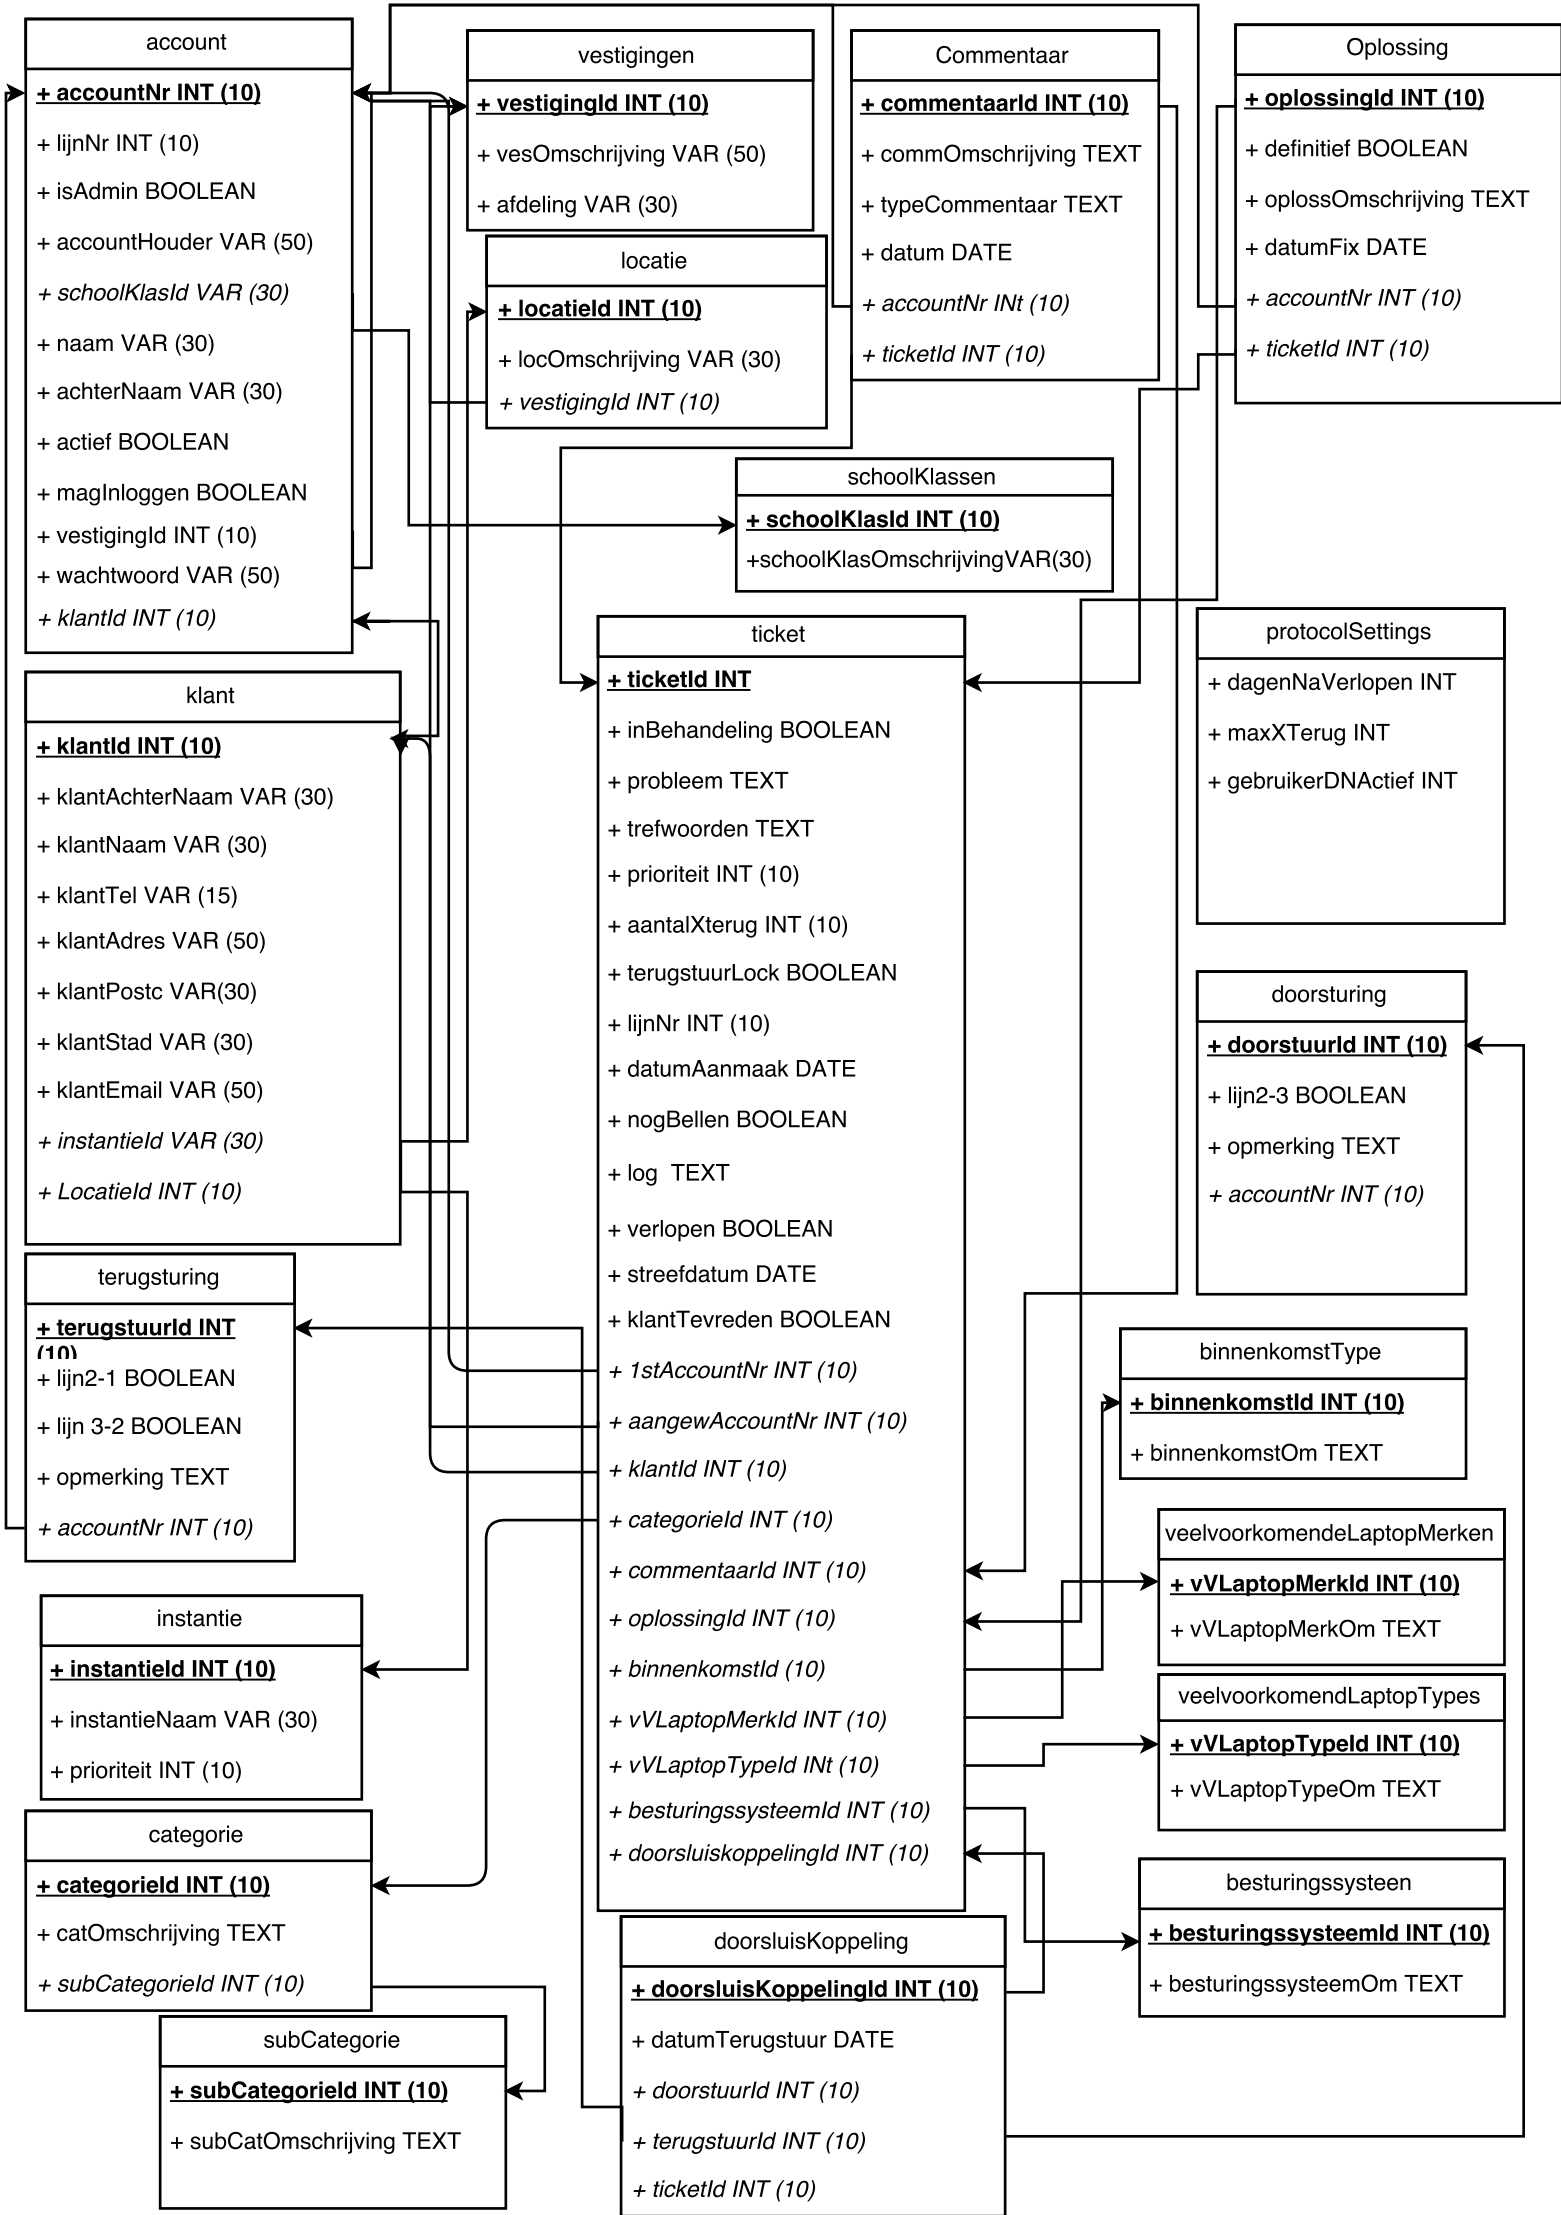 account
+ accountNr INT (10)
+ lijnNr INT (10)
+ isAdmin BOOLEAN
+ accountHouder VAR (50)
+ schoolKlasId VAR (30)
+ naam VAR (30)
+ achterNaam VAR (30)
+ actief BOOLEAN
+ magInloggen BOOLEAN
+ vestigingId INT (10)
+ wachtwoord VAR (50)
+ klantId INT (10)
vestigingen
+ vestigingId INT (10)
+ vesOmschrijving VAR (50)
+ afdeling VAR (30)
locatie
+ locatieId INT (10)
+ locOmschrijving VAR (30)
+ vestigingId INT (10)
Commentaar
+ commentaarId INT (10)
+ commOmschrijving TEXT
+ typeCommentaar TEXT
+ datum DATE
+ accountNr INt (10)
+ ticketId INT (10)
Oplossing
+ oplossingId INT (10)
+ definitief BOOLEAN
+ oplossOmschrijving TEXT
+ datumFix DATE
+ accountNr INT (10)
+ ticketId INT (10)
schoolKlassen
+ schoolKlasId INT (10)
+schoolKlasOmschrijvingVAR(30)
klant
+ klantId INT (10)
+ klantAchterNaam VAR (30)
+ klantNaam VAR (30)
+ klantTel VAR (15)
+ klantAdres VAR (50)
+ klantPostc VAR(30)
+ klantStad VAR (30)
+ klantEmail VAR (50)
+ instantieId VAR (30)
+ LocatieId INT (10)
ticket
+ ticketId INT
+ inBehandeling BOOLEAN
+ probleem TEXT
+ trefwoorden TEXT
+ prioriteit INT (10)
+ aantalXterug INT (10)
+ terugstuurLock BOOLEAN
+ lijnNr INT (10)
+ datumAanmaak DATE
+ nogBellen BOOLEAN
+ log  TEXT
+ verlopen BOOLEAN
+ streefdatum DATE
+ klantTevreden BOOLEAN
+ 1stAccountNr INT (10)
+ aangewAccountNr INT (10)
+ klantId INT (10)
+ categorieId INT (10)
+ commentaarId INT (10)
+ oplossingId INT (10)
+ binnenkomstId (10)
+ vVLaptopMerkId INT (10)
+ vVLaptopTypeId INt (10)
+ besturingssysteemId INT (10)
+ doorsluiskoppelingId INT (10)
protocolSettings
+ dagenNaVerlopen INT
+ maxXTerug INT
+ gebruikerDNActief INT
doorsturing
+ doorstuurId INT (10)
+ lijn2-3 BOOLEAN
+ opmerking TEXT
+ accountNr INT (10)
terugsturing
+ terugstuurId INT
(10)
+ lijn2-1 BOOLEAN
+ lijn 3-2 BOOLEAN
+ opmerking TEXT
+ accountNr INT (10)
binnenkomstType
+ binnenkomstId INT (10)
+ binnenkomstOm TEXT
veelvoorkomendeLaptopMerken
+ vVLaptopMerkId INT (10)
+ vVLaptopMerkOm TEXT
instantie
+ instantieId INT (10)
+ instantieNaam VAR (30)
+ prioriteit INT (10)
veelvoorkomendLaptopTypes
+ vVLaptopTypeId INT (10)
+ vVLaptopTypeOm TEXT
categorie
+ categorieId INT (10)
+ catOmschrijving TEXT
+ subCategorieId INT (10)
besturingssysteen
+ besturingssysteemId INT (10)
+ besturingssysteemOm TEXT
doorsluisKoppeling
+ doorsluisKoppelingId INT (10)
+ datumTerugstuur DATE
+ doorstuurId INT (10)
+ terugstuurId INT (10)
+ ticketId INT (10)
subCategorie
+ subCategorieId INT (10)
+ subCatOmschrijving TEXT